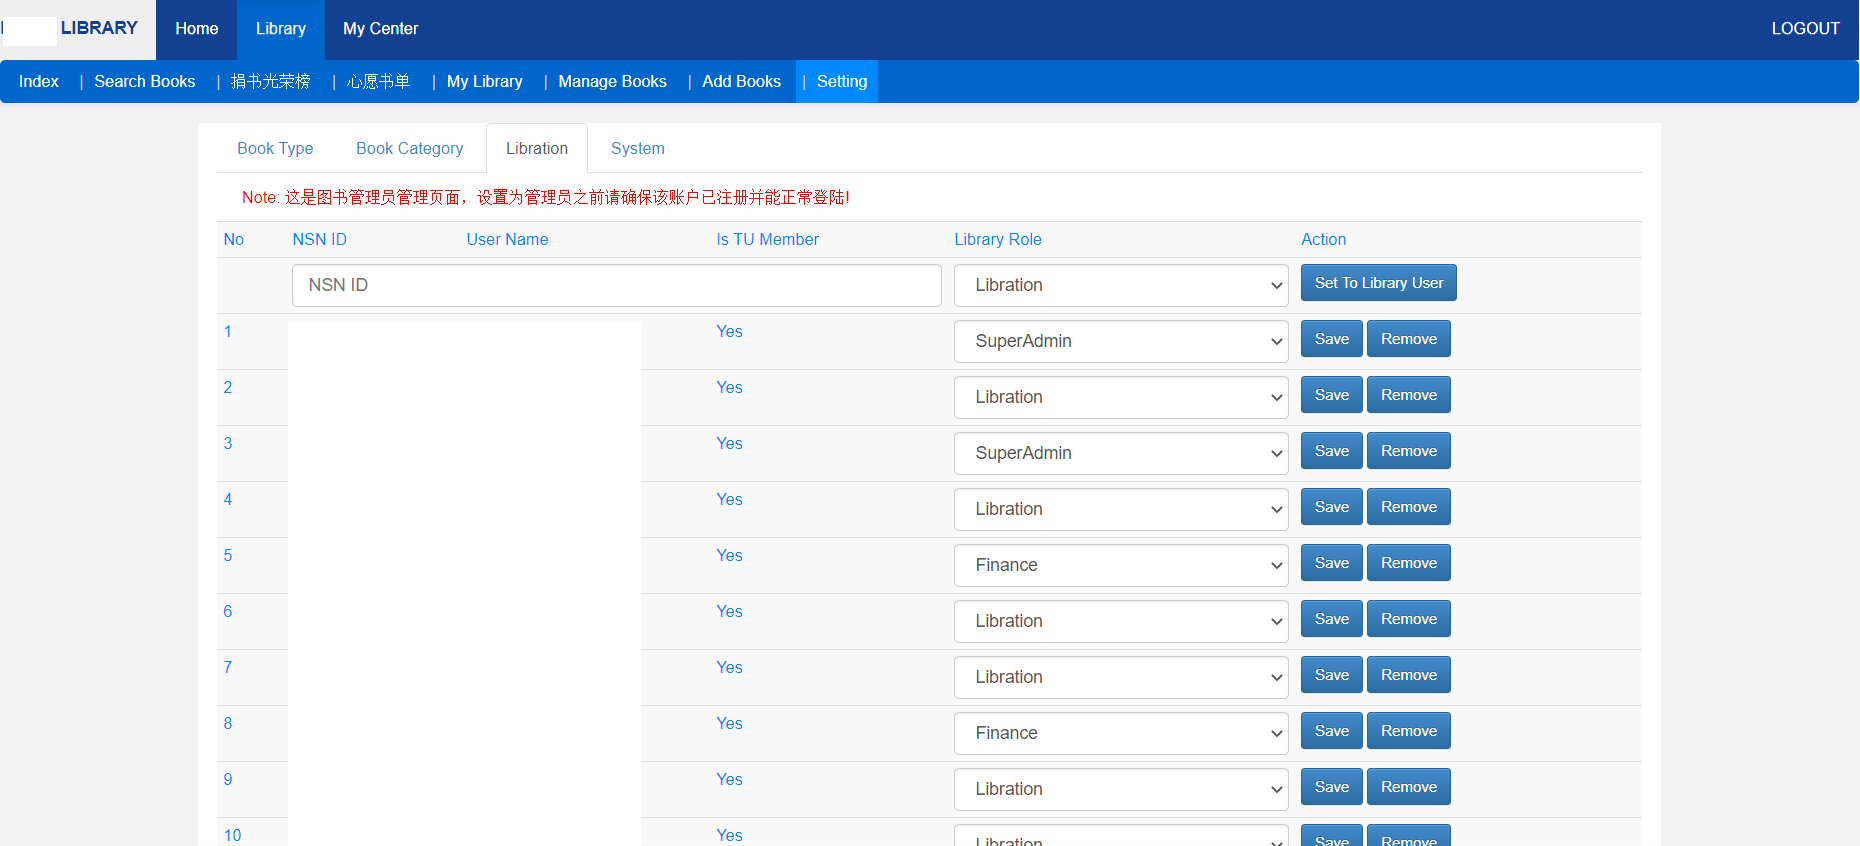 LIBRARY Home Library My Center LOGOUT
Index | Search Books | 捐书光荣榜 | 心愿书单 | My Library | Manage Books | Add Books | Setting
Book Type Book Category Libration System
Note: 这是图书管理员管理页面，设置为管理员之前请确保该账户已注册并能正常登陆!
No NSN ID User Name Is TU Member Library Role Action
NSN ID Libration Set To Library User
1 Yes SuperAdmin Save Remove
2 Yes Libration Save Remove
3 Yes SuperAdmin Save Remove
4 Yes Libration Save Remove
5 Yes Finance Save Remove
6 Yes Libration Save Remove
7 Yes Libration Save Remove
8 Yes Finance Save Remove
9 Yes Libration Save Remove
10 Yes Libration Save Remove